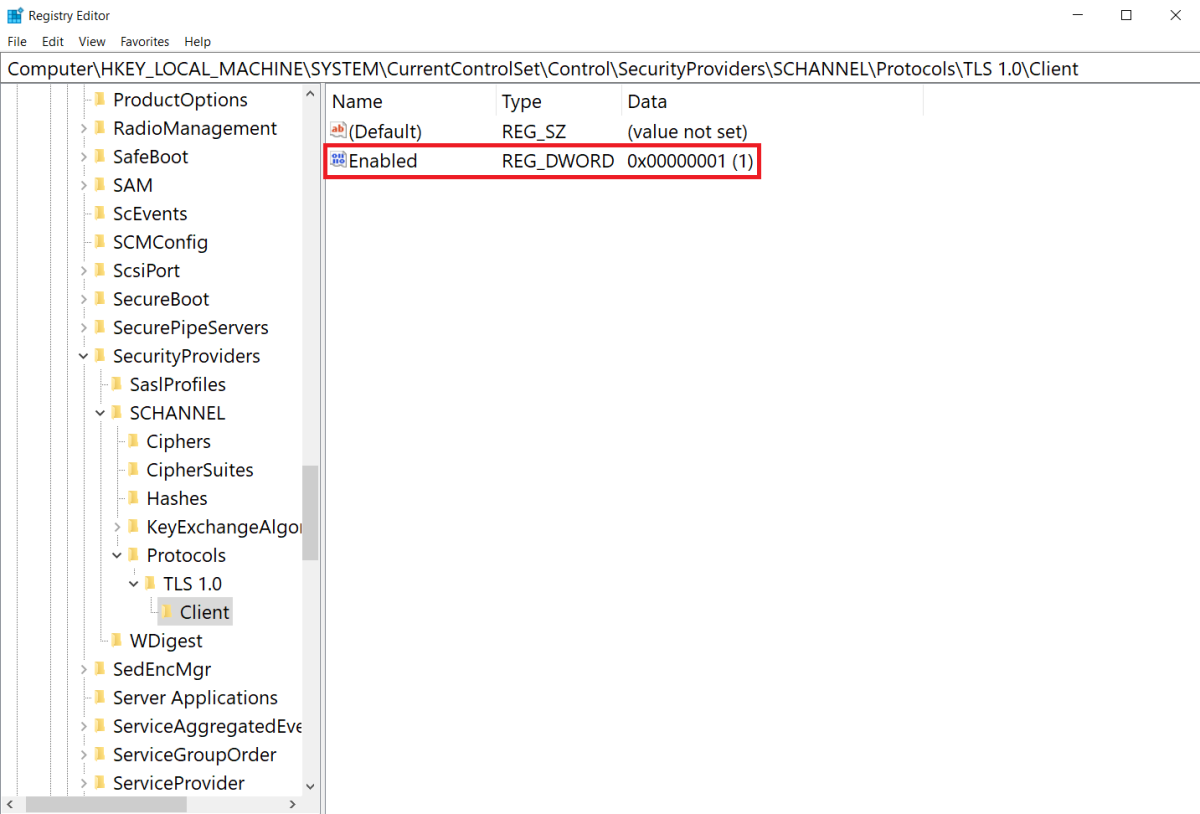 Registry Editor
File Edit View Favorites Help
Computer\HKEY_LOCAL_MACHINE\SYSTEM\CurrentControlSet\Control\SecurityProviders\SCHANNEL\Protocols\TLS 1.0\Client
ProductOptions
RadioManagement
SafeBoot
SAM
ScEvents
SCMConfig
ScsiPort
SecureBoot
SecurePipeServers
SecurityProviders
SaslProfiles
SCHANNEL
Ciphers
CipherSuites
Hashes
KeyExchangeAlgor
Protocols
TLS 1.0
Client
WDigest
SedEncMgr
Server Applications
ServiceAggregatedEve
ServiceGroupOrder
ServiceProvider
Name Type Data
(Default) REG_SZ (value not set)
Enabled REG_DWORD 0x00000001 (1)